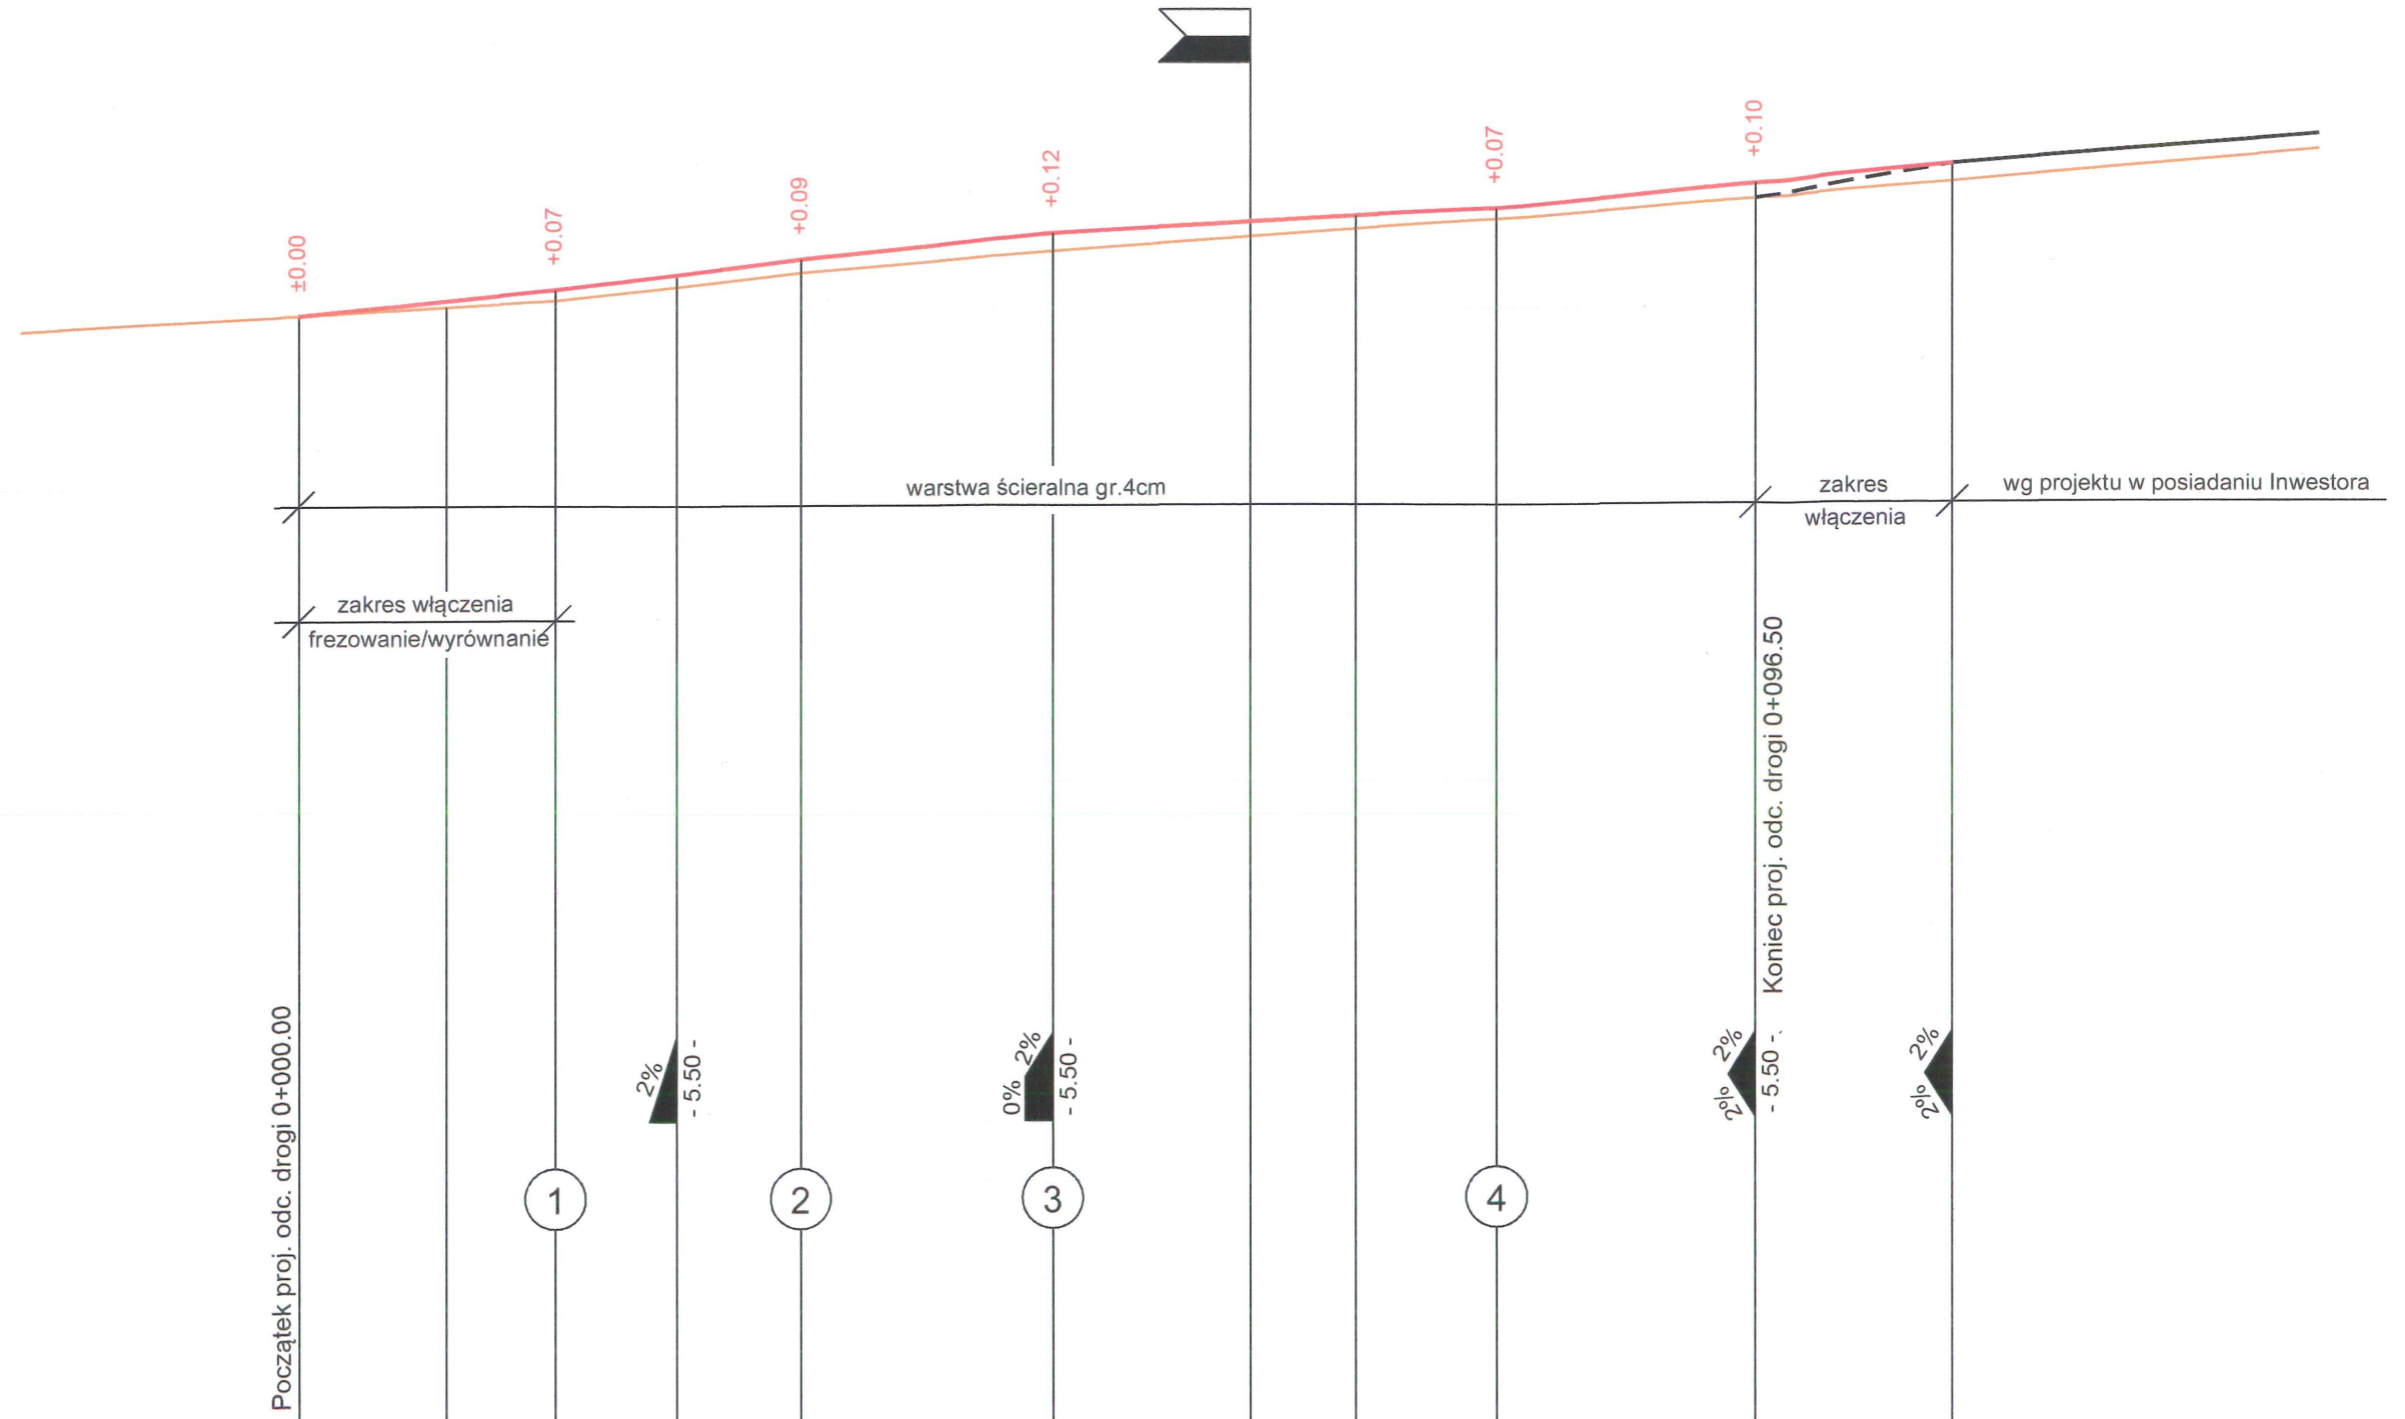 +0.10
+0.07
+0.12
+0.09
+0.07
±0.00
warstwa ścieralna gr.4cm
zakres
włączenia
wg projektu w posiadaniu Inwestora
zakres włączenia
frezowanie/wyrównanie
Koniec proj. odc. drogi 0+096.50
Początek proj. odc. drogi 0+000.00
2%
- 5.50 -
0%
2%
- 5.50 -
2%
2%
- 5.50 -
2%
2%
1
2
3
4